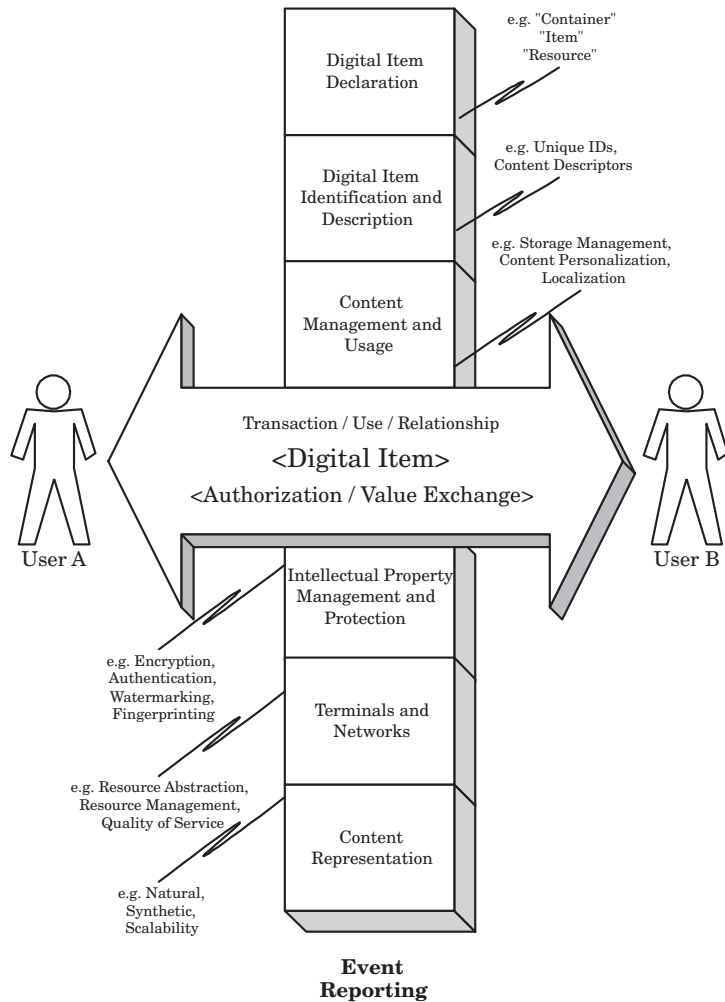 Digital Item
Declaration
e.g. "Container"
"Item"
"Resource"
Digital Item
Identification and
Description
e.g. Unique IDs,
Content Descriptors
Content
Management and
Usage
e.g. Storage Management,
Content Personalization,
Localization
Transaction / Use / Relationship
<Digital Item>
<Authorization / Value Exchange>
User A
User B
Intellectual Property
Management and
Protection
e.g. Encryption,
Authentication,
Watermarking,
Fingerprinting
Terminals and
Networks
e.g. Resource Abstraction,
Resource Management,
Quality of Service
Content
Representation
e.g. Natural,
Synthetic,
Scalability
Event
Reporting